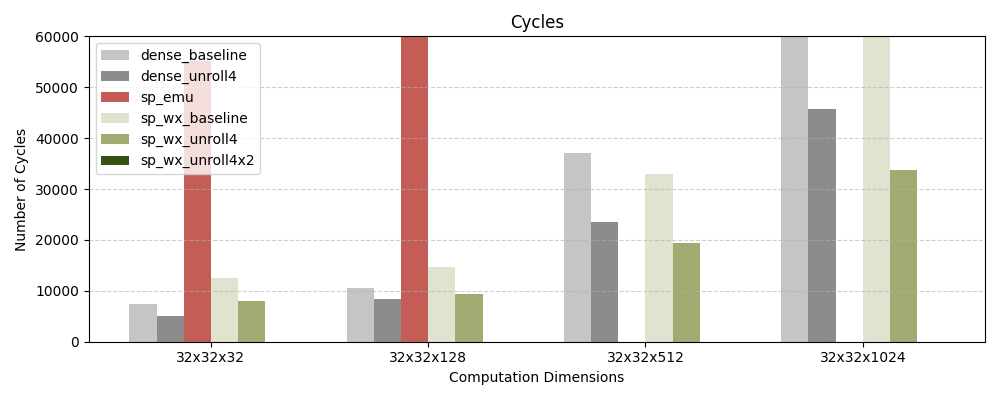 Cycles
60000
50000
40000
30000
20000
10000
0
Number of Cycles
dense_baseline
dense_unroll4
sp_emu
sp_wx_baseline
sp_wx_unroll4
sp_wx_unroll4x2
32x32x32
32x32x128
32x32x512
32x32x1024
Computation Dimensions